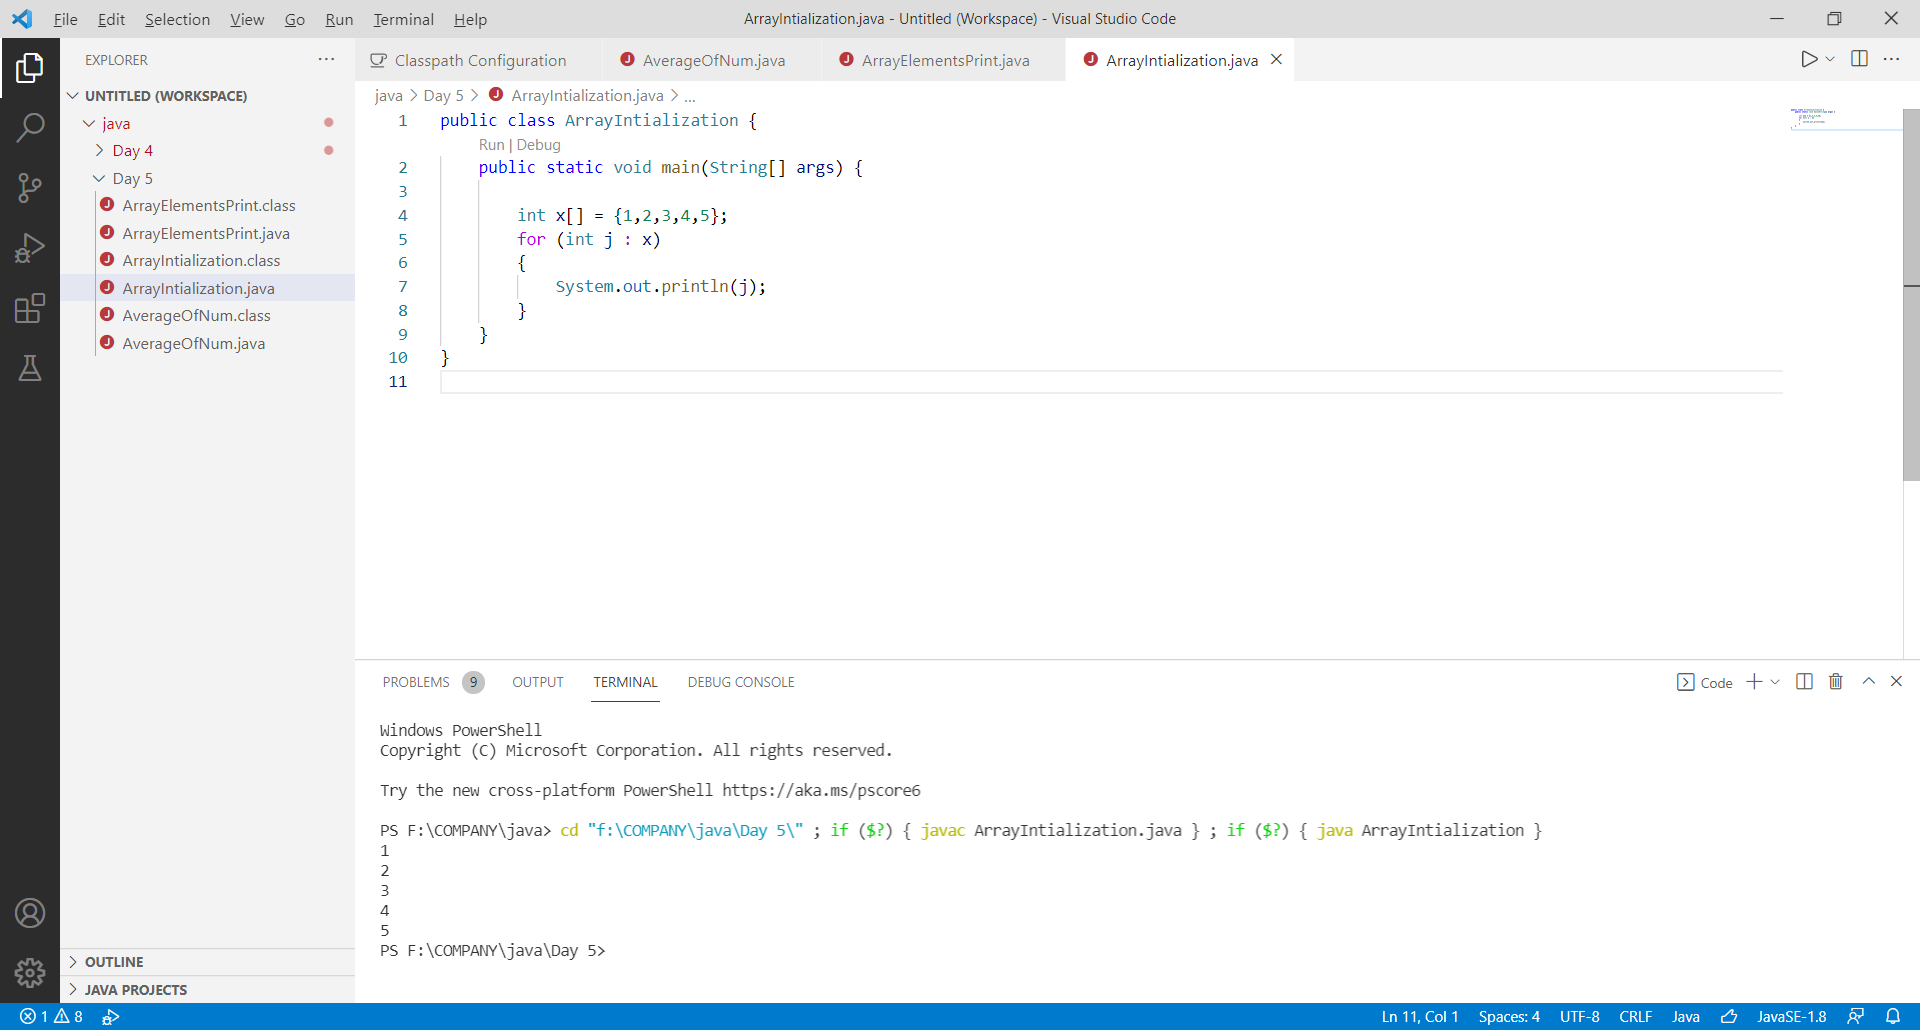 File Edit Selection View Go Run Terminal Help
ArrayIntialization.java - Untitled (Workspace) - Visual Studio Code
EXPLORER
UNTITLED (WORKSPACE)
java
Day 4
Day 5
ArrayElementsPrint.class
ArrayElementsPrint.java
ArrayIntialization.class
ArrayIntialization.java
AverageOfNum.class
AverageOfNum.java
OUTLINE
JAVA PROJECTS
Classpath Configuration
AverageOfNum.java
ArrayElementsPrint.java
ArrayIntialization.java
java > Day 5 > ArrayIntialization.java > ...
1 public class ArrayIntialization {
Run | Debug
2 public static void main(String[] args) {
3
4 int x[] = {1,2,3,4,5};
5 for (int j : x)
6 {
7 System.out.println(j);
8 }
9 }
10 }
11
PROBLEMS 9 OUTPUT TERMINAL DEBUG CONSOLE
Code
Windows PowerShell
Copyright (C) Microsoft Corporation. All rights reserved.
Try the new cross-platform PowerShell https://aka.ms/pscore6
PS F:\COMPANY\java> cd "f:\COMPANY\java\Day 5\" ; if ($?) { javac ArrayIntialization.java } ; if ($?) { java ArrayIntialization }
1
2
3
4
5
PS F:\COMPANY\java\Day 5>
1 8
Ln 11, Col 1 Spaces: 4 UTF-8 CRLF Java JavaSE-1.8